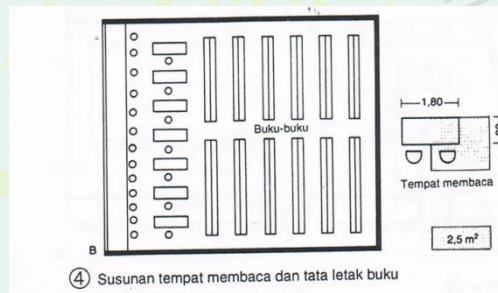 1,80
Buku-buku
Tempat membaca
2,5 m²
B
④ Susunan tempat membaca dan tata letak buku